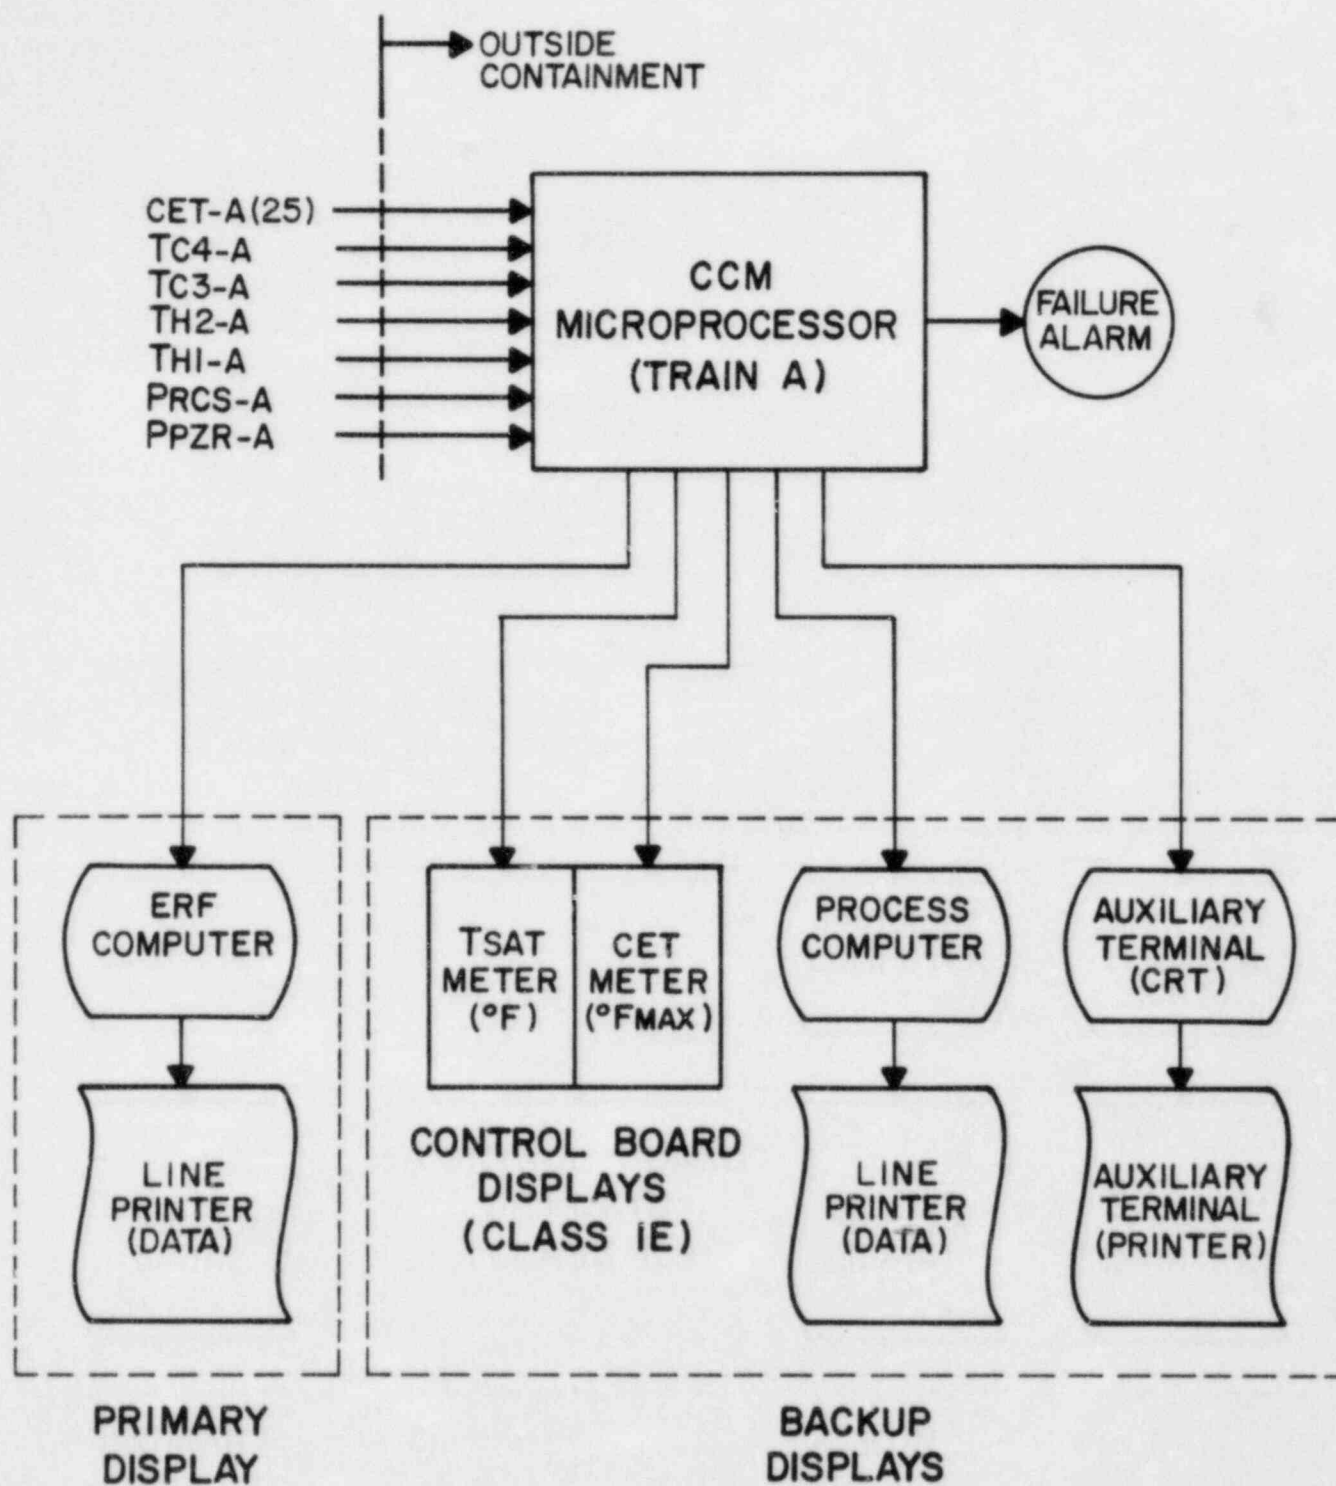 OUTSIDE
CONTAINMENT
CET-A(25)
TC4-A
TC3-A
TH2-A
TH1-A
PRCS-A
PPZR-A
CCM
MICROPROCESSOR
(TRAIN A)
FAILURE
ALARM
ERF
COMPUTER
LINE
PRINTER
(DATA)
TSAT
METER
(°F)
CET
METER
(°FMAX)
CONTROL BOARD
DISPLAYS
(CLASS 1E)
PROCESS
COMPUTER
LINE
PRINTER
(DATA)
AUXILIARY
TERMINAL
(CRT)
AUXILIARY
TERMINAL
(PRINTER)
PRIMARY
DISPLAY
BACKUP
DISPLAYS